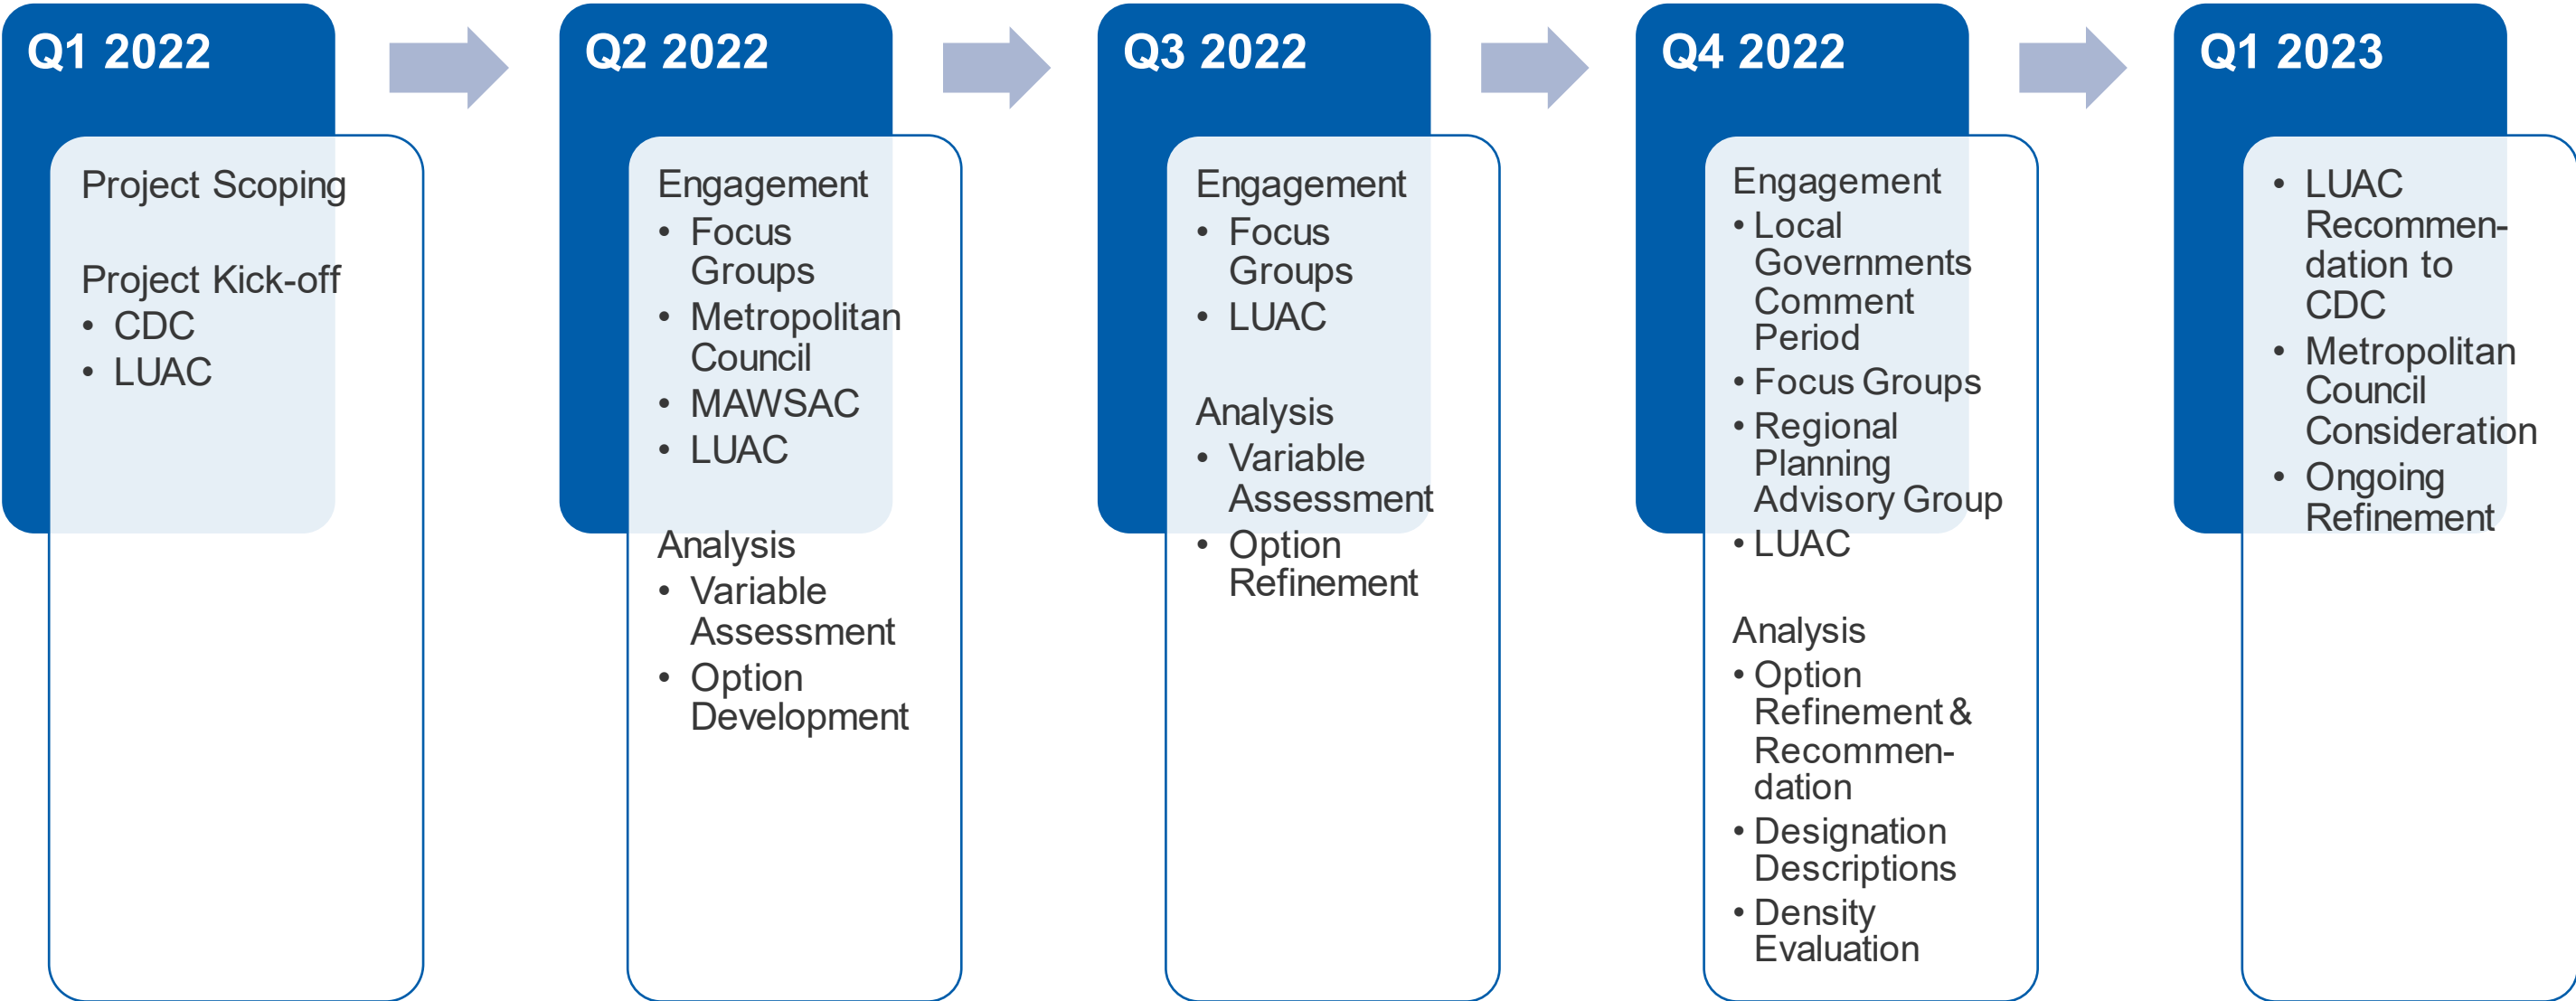 Q1 2022
Project Scoping
Project Kick-off
• CDC
• LUAC
Q2 2022
Engagement
• Focus
Groups
• Metropolitan
Council
• MAWSAC
• LUAC
Analysis
• Variable
Assessment
• Option
Development
Q3 2022
Engagement
• Focus
Groups
• LUAC
Analysis
• Variable
Assessment
• Option
Refinement
Q4 2022
Engagement
• Local
Governments
Comment
Period
• Focus Groups
• Regional
Planning
Advisory Group
• LUAC
Analysis
• Option
Refinement &
Recommen-
dation
• Designation
Descriptions
• Density
Evaluation
Q1 2023
• LUAC
Recommen-
dation to
CDC
• Metropolitan
Council
Consideration
• Ongoing
Refinement